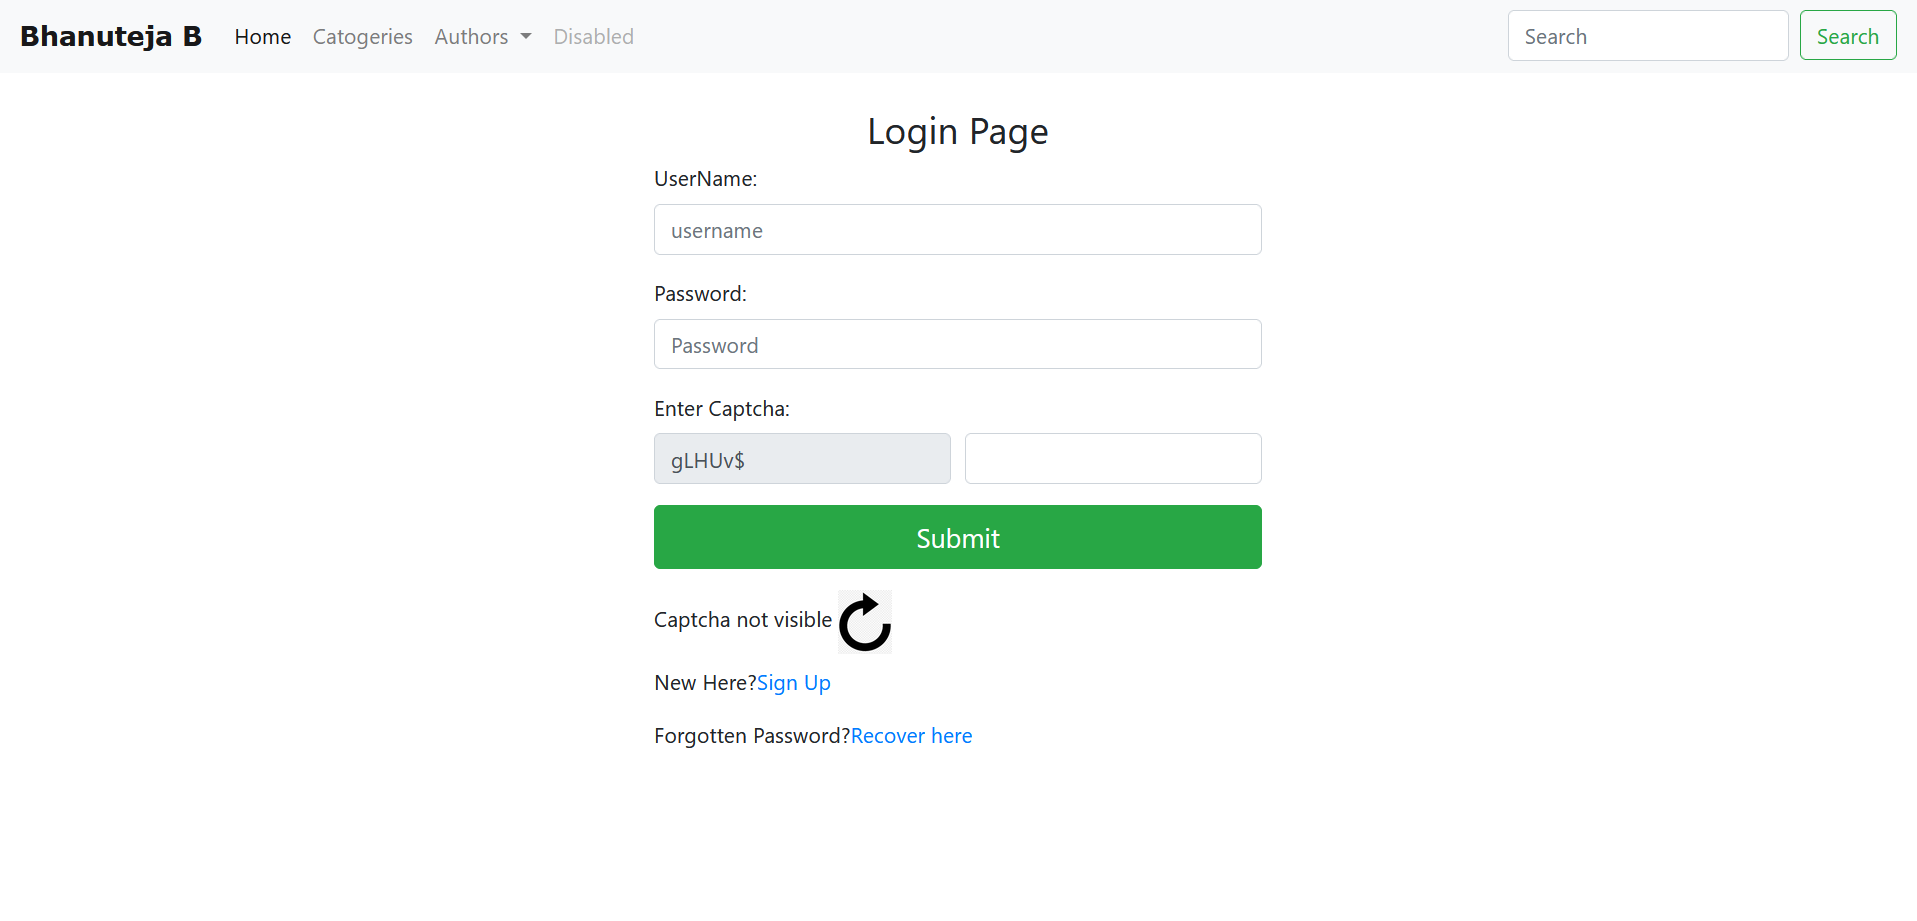 Bhanuteja B Home Catogeries Authors Disabled Search Search
Login Page
UserName:
username
Password:
Password
Enter Captcha:
gLHUv$
Submit
Captcha not visible
New Here?Sign Up
Forgotten Password?Recover here